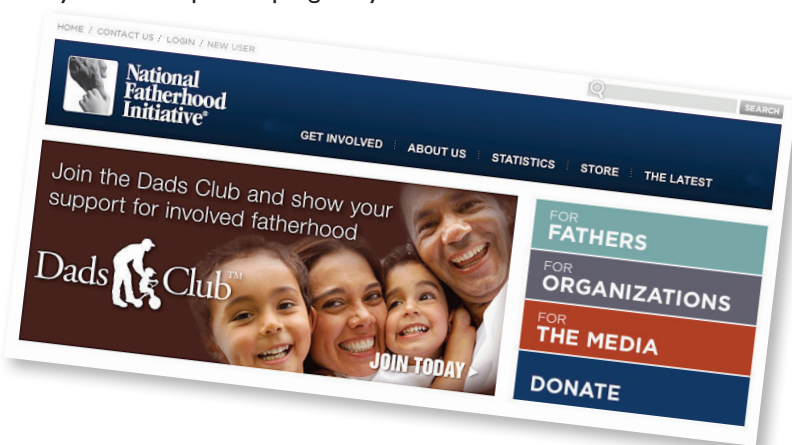 HOME / CONTACT US / LOGIN / NEW USER
SEARCH
National
Fatherhood
Initiative®
GET INVOLVED
ABOUT US
STATISTICS
STORE
THE LATEST
Join the Dads Club and show your
support for involved fatherhood
Dads Club™
JOIN TODAY
FOR
FATHERS
FOR
ORGANIZATIONS
FOR
THE MEDIA
DONATE